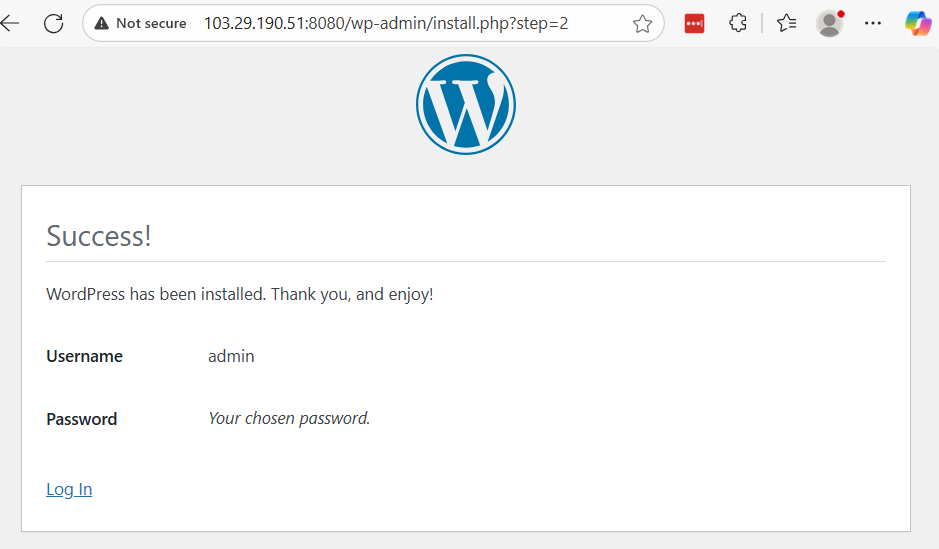 Not secure 103.29.190.51:8080/wp-admin/install.php?step=2
Success!
WordPress has been installed. Thank you, and enjoy!
Username admin
Password Your chosen password.
Log In